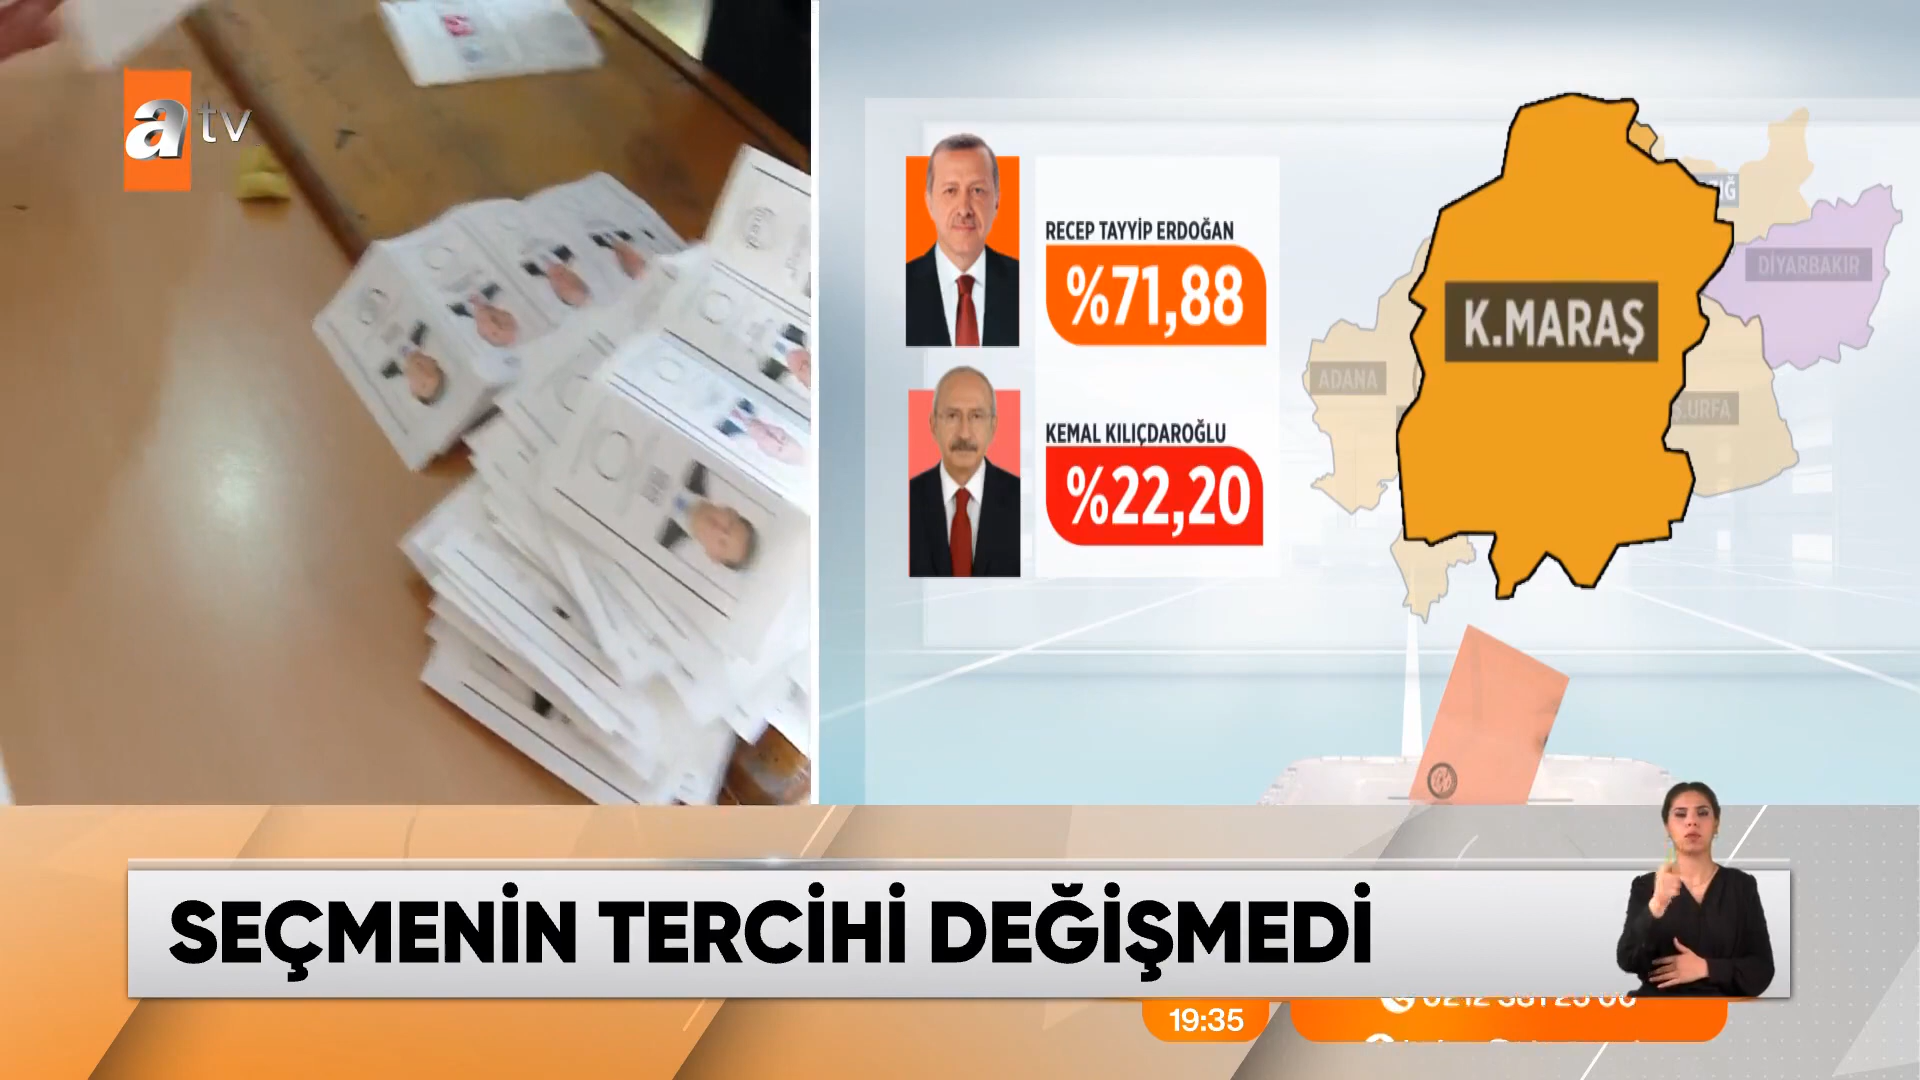 a tv
RECEP TAYYİP ERDOĞAN
%71,88
KEMAL KILIÇDAROĞLU
%22,20
K.MARAŞ
DİYARBAKIR
ADANA
Ş.URFA
SEÇMENİN TERCİHİ DEĞİŞMEDİ
19:35